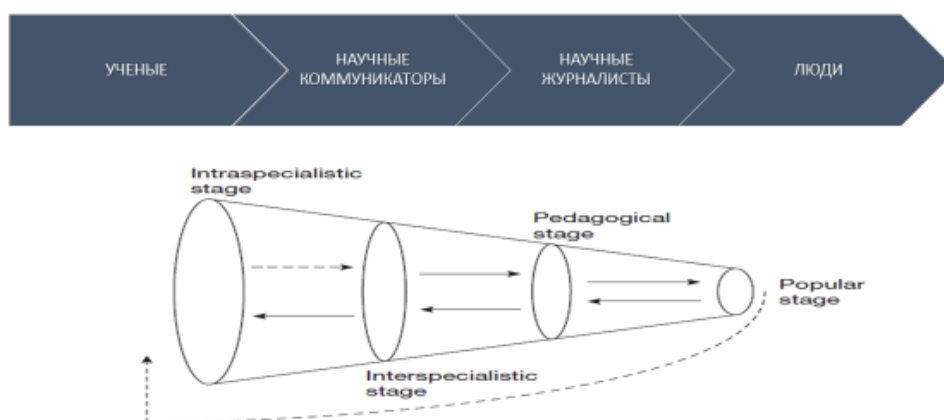 УЧЕНЫЕ
НАУЧНЫЕ
КОММУНИКАТОРЫ
НАУЧНЫЕ
ЖУРНАЛИСТЫ
ЛЮДИ
Intraspecialistic
stage
Pedagogical
stage
Popular
stage
Interspecialistic
stage